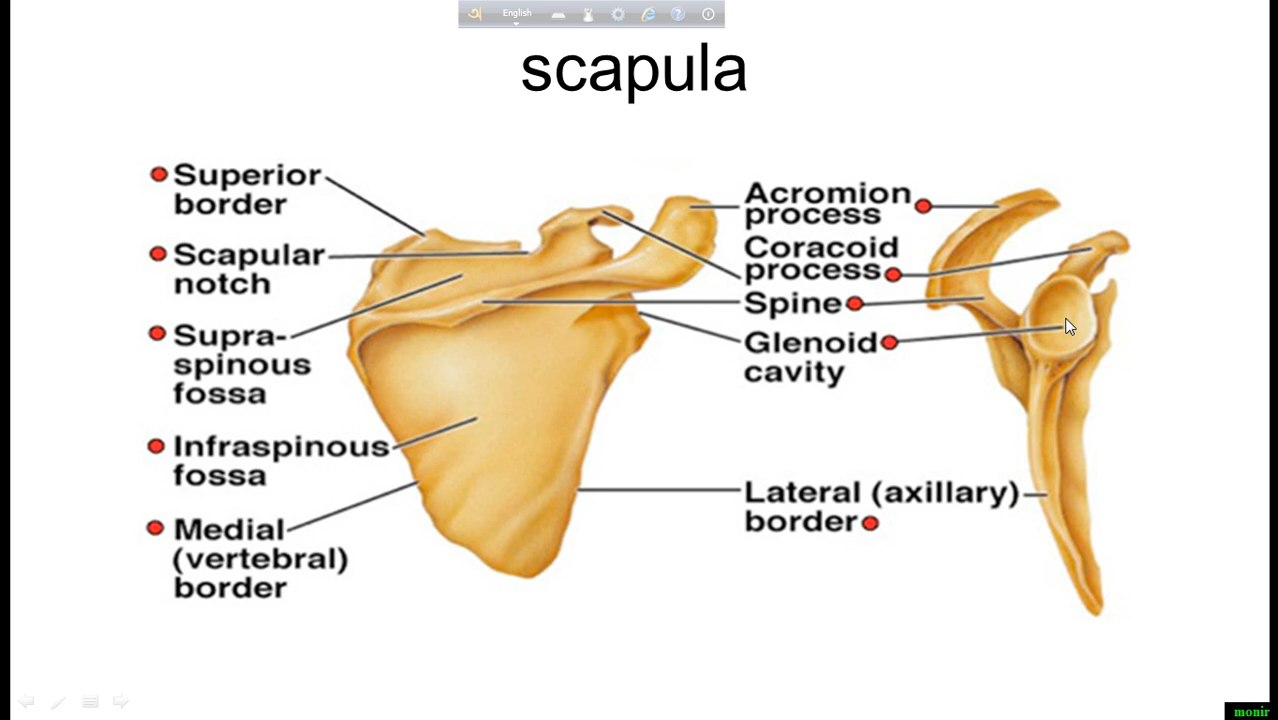 অ
English
scapula
Superior
border
Scapular
notch
Supra-
spinous
fossa
Infraspinous
fossa
Medial
(vertebral)
border
Acromion
process
Coracoid
process
Spine
Glenoid
cavity
Lateral (axillary)
border
monir